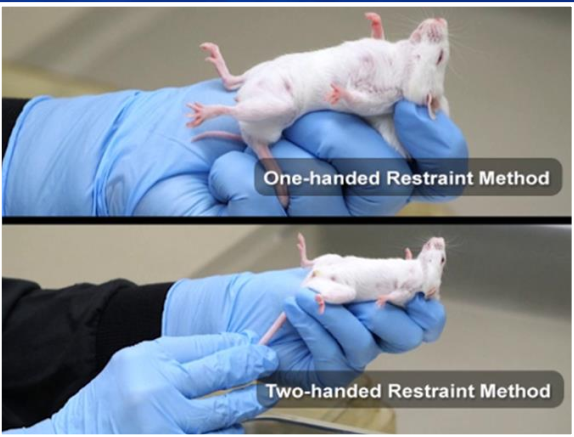 One-handed Restraint Method
Two-handed Restraint Method